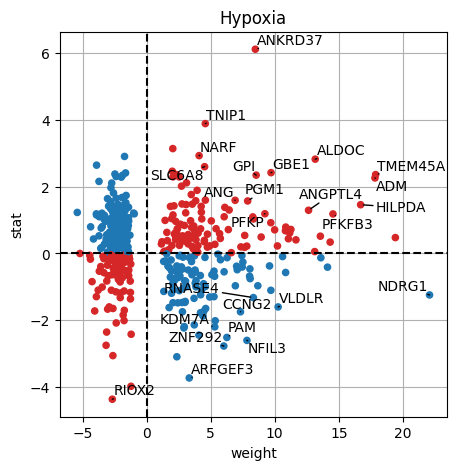 Hypoxia
ANKRD37
TNIP1
NARF
ALDOC
SLC6A8
GPI
GBE1
TMEM45A
ANG
PGM1
ANGPTL4
ADM
HILPDA
PFKP
PFKFB3
RNASE4
CCNG2
VLDLR
NDRG1
KDM7A
PAM
ZNF292
NFIL3
ARFGEF3
RIOX2
6
4
2
0
−2
−4
stat
−5
0
5
10
15
20
weight